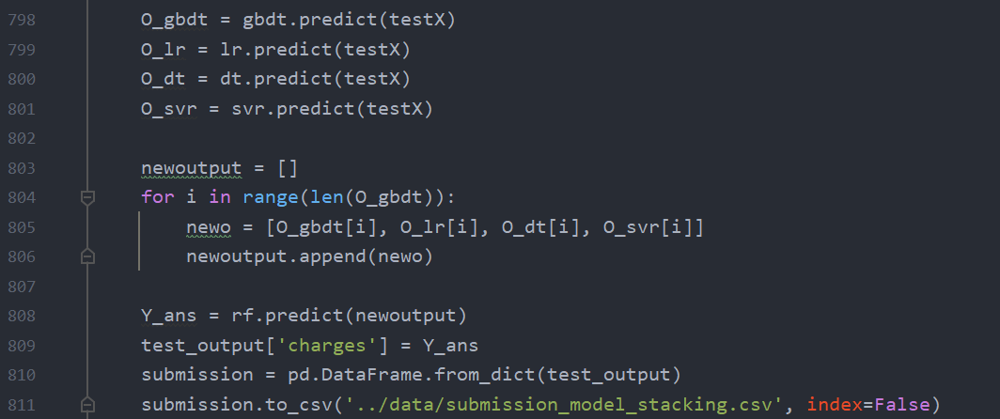 798 O_gbdt = gbdt.predict(testX)
799 O_lr = lr.predict(testX)
800 O_dt = dt.predict(testX)
801 O_svr = svr.predict(testX)
802
803 newoutput = []
804 for i in range(len(O_gbdt)):
805     newo = [O_gbdt[i], O_lr[i], O_dt[i], O_svr[i]]
806     newoutput.append(newo)
807
808 Y_ans = rf.predict(newoutput)
809 test_output['charges'] = Y_ans
810 submission = pd.DataFrame.from_dict(test_output)
811 submission.to_csv('../data/submission_model_stacking.csv', index=False)